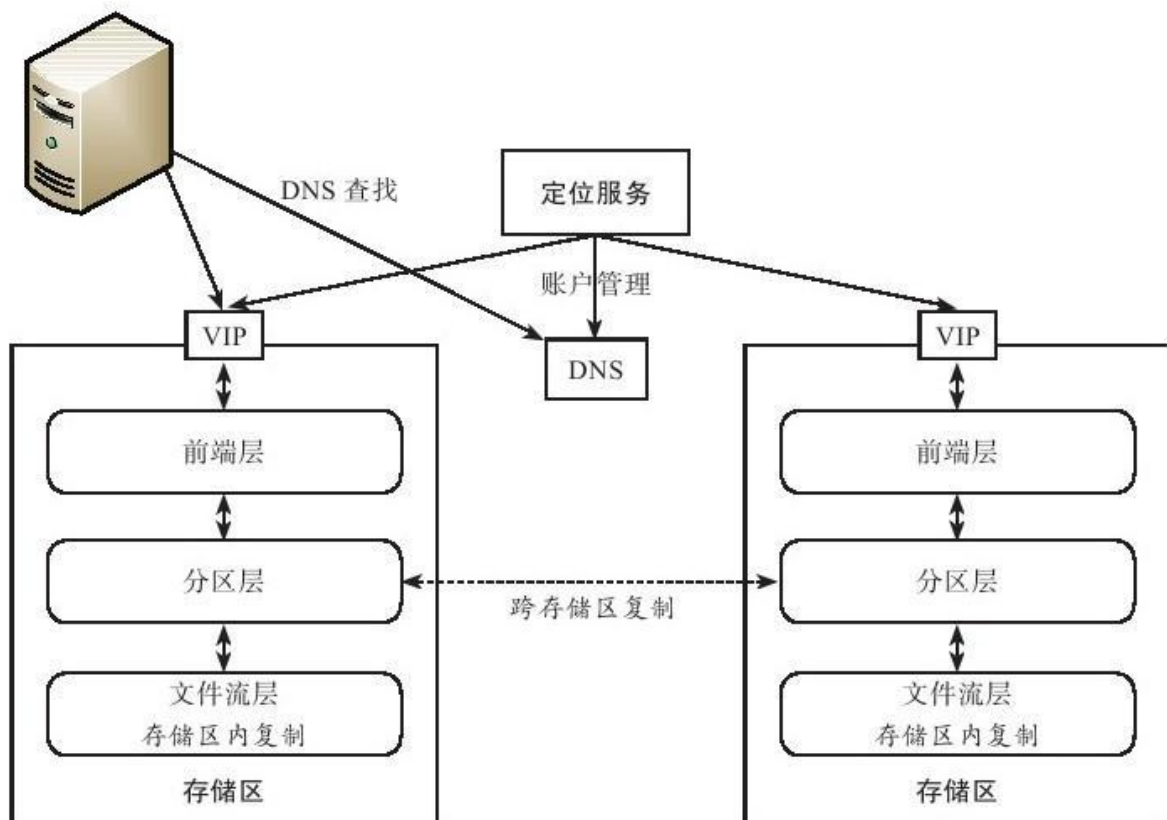 DNS 查找
定位服务
账户管理
VIP
DNS
VIP
前端层
前端层
分区层
跨存储区复制
分区层
文件流层
存储区内复制
文件流层
存储区内复制
存储区
存储区